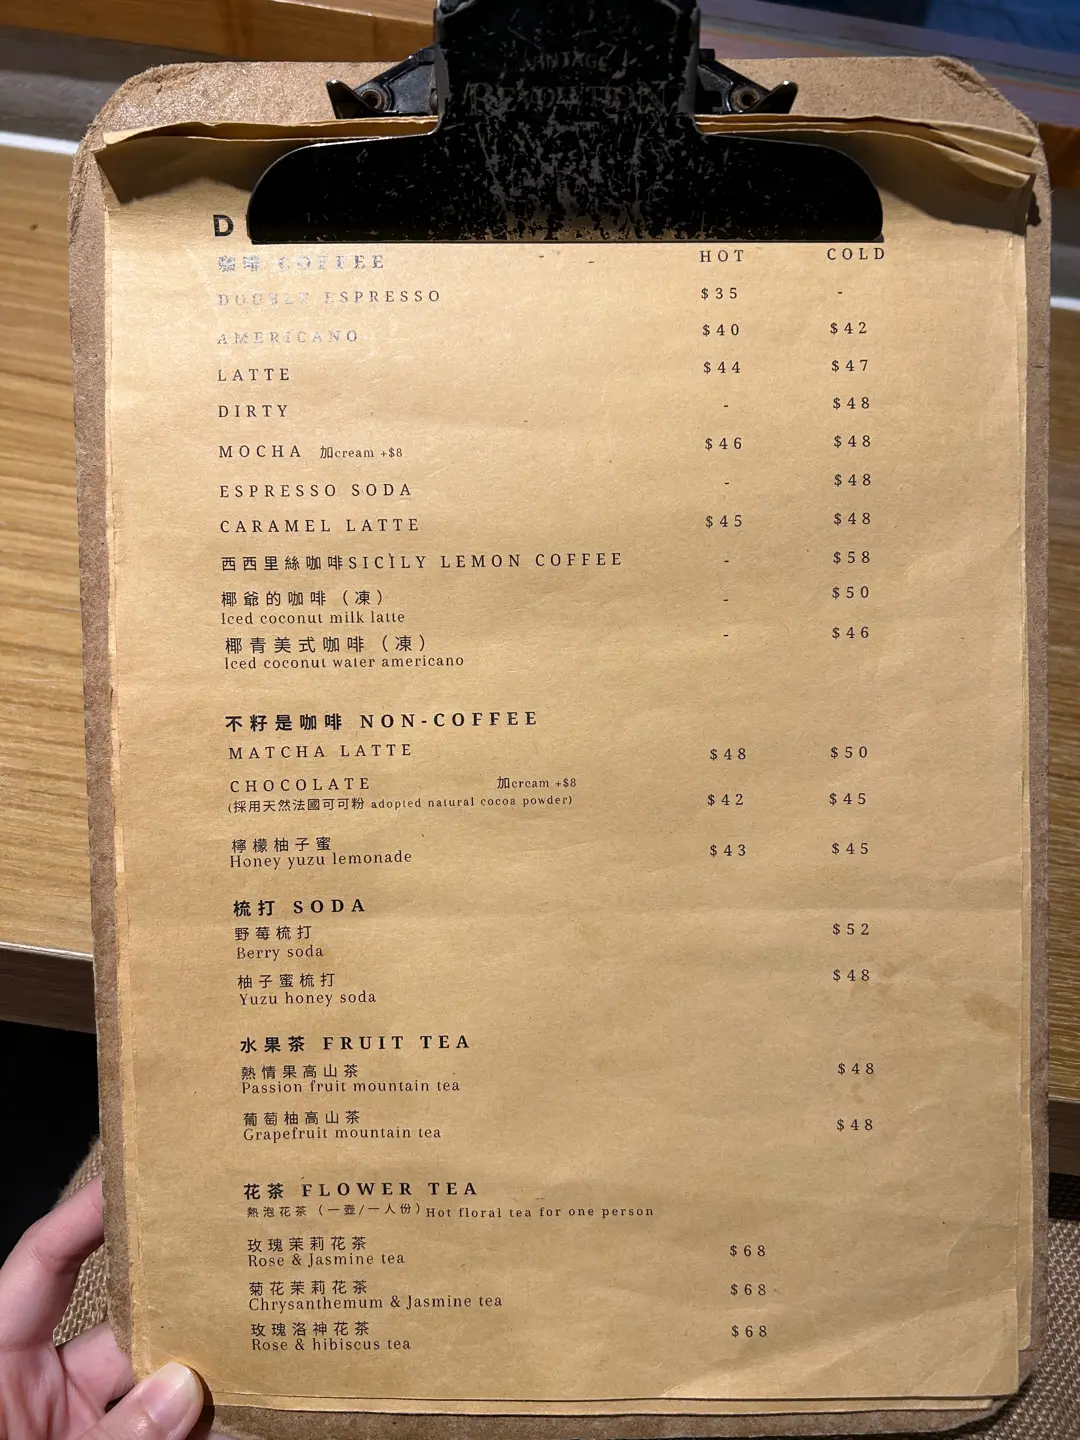 VINTAGE
REVOLUTION
D
咖啡 COFFEE HOT COLD
DOUBLE ESPRESSO $35 -
AMERICANO $40 $42
LATTE $44 $47
DIRTY - $48
MOCHA 加cream +$8 $46 $48
ESPRESSO SODA - $48
CARAMEL LATTE $45 $48
西西里絲咖啡SICILY LEMON COFFEE - $58
椰爺的咖啡（凍） - $50
Iced coconut milk latte
椰青美式咖啡（凍） - $46
Iced coconut water americano
不籽是咖啡 NON-COFFEE
MATCHA LATTE $48 $50
CHOCOLATE 加cream +$8
(採用天然法國可可粉 adopted natural cocoa powder) $42 $45
檸檬柚子蜜
Honey yuzu lemonade $43 $45
梳打 SODA
野莓梳打 $52
Berry soda
柚子蜜梳打 $48
Yuzu honey soda
水果茶 FRUIT TEA
熱情果高山茶 $48
Passion fruit mountain tea
葡萄柚高山茶 $48
Grapefruit mountain tea
花茶 FLOWER TEA
熱泡花茶（一壺/一人份）Hot floral tea for one person
玫瑰茉莉花茶 $68
Rose & Jasmine tea
菊花茉莉花茶 $68
Chrysanthemum & Jasmine tea
玫瑰洛神花茶 $68
Rose & hibiscus tea